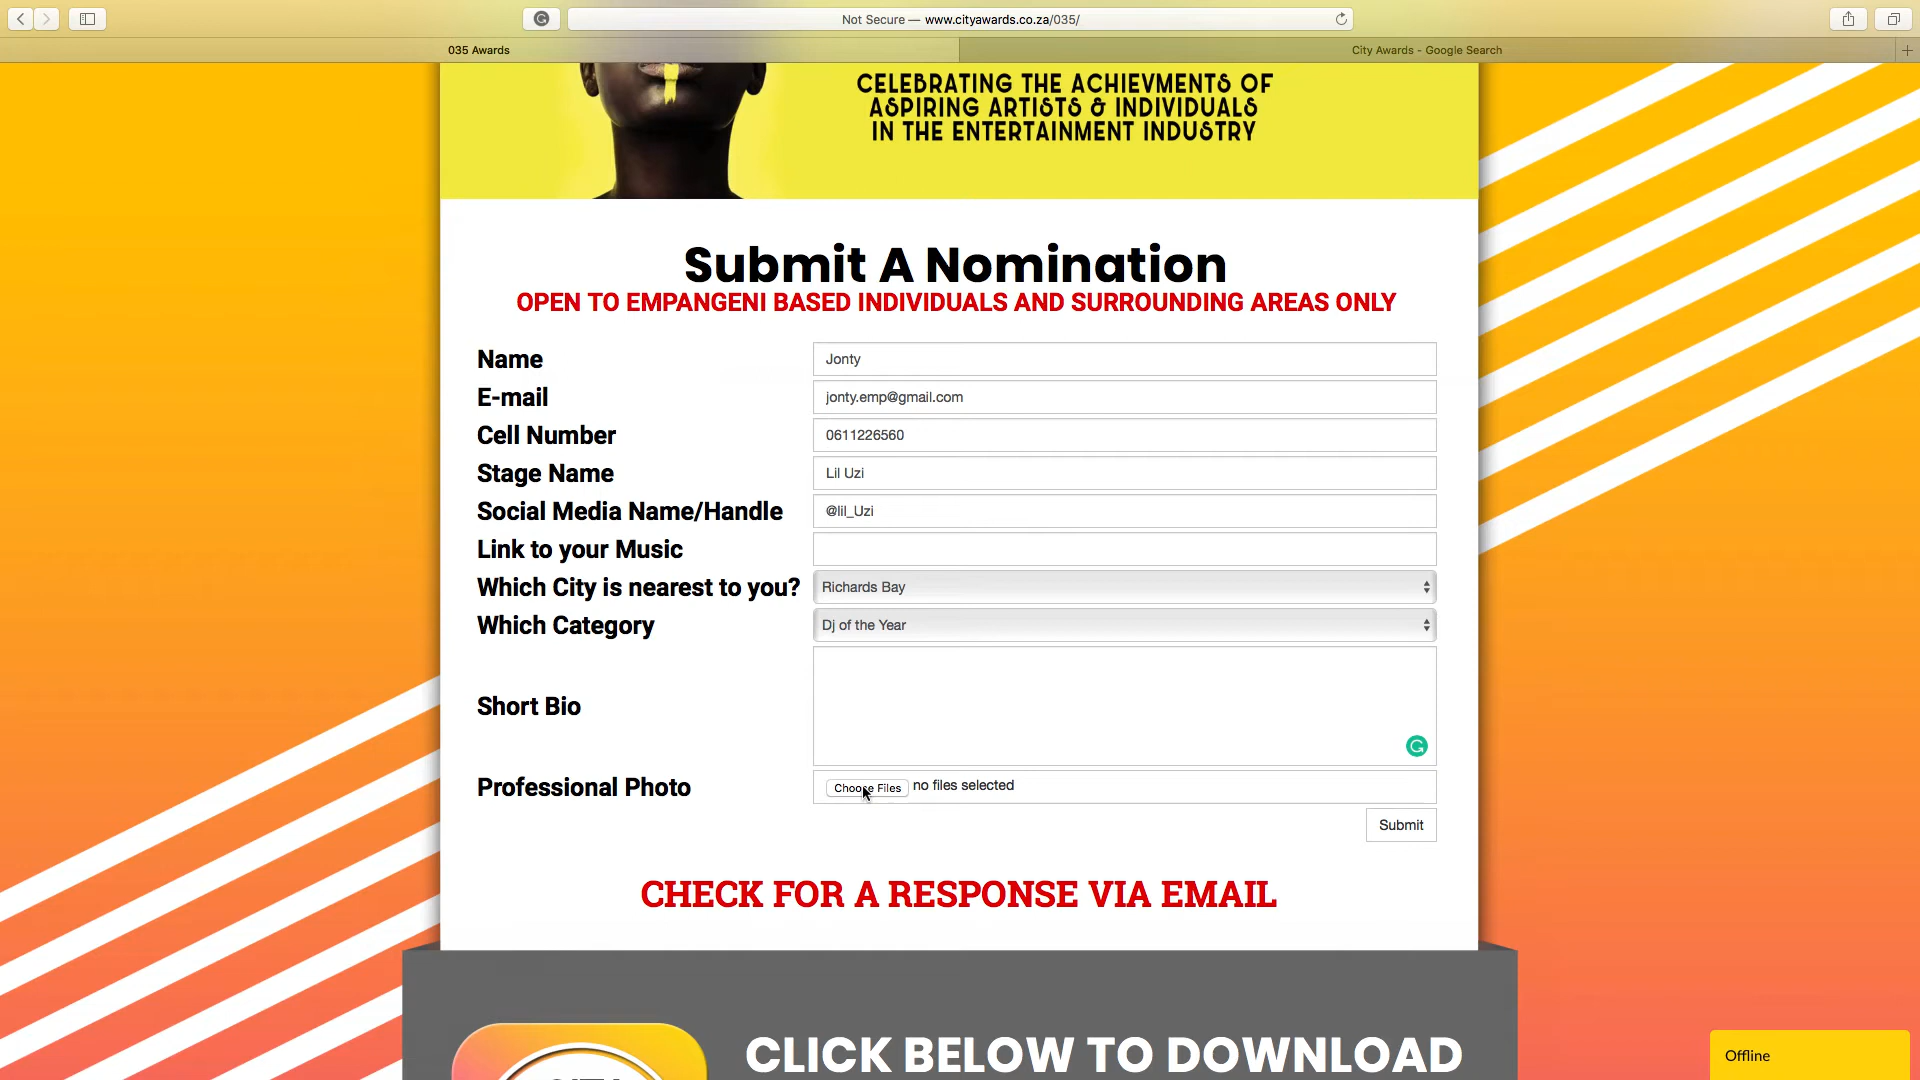 Not Secure — www.cityawards.co.za/035/
035 Awards
City Awards - Google Search
CELEBRATING THE ACHIEVMENTS OF
ASPIRING ARTISTS & INDIVIDUALS
IN THE ENTERTAINMENT INDUSTRY
Submit A Nomination
OPEN TO EMPANGENI BASED INDIVIDUALS AND SURROUNDING AREAS ONLY
Name Jonty
E-mail jonty.emp@gmail.com
Cell Number 0611226560
Stage Name Lil Uzi
Social Media Name/Handle @lil_Uzi
Link to your Music
Which City is nearest to you? Richards Bay
Which Category Dj of the Year
Short Bio
Professional Photo Choose Files no files selected
Submit
CHECK FOR A RESPONSE VIA EMAIL
CLICK BELOW TO DOWNLOAD
Offline